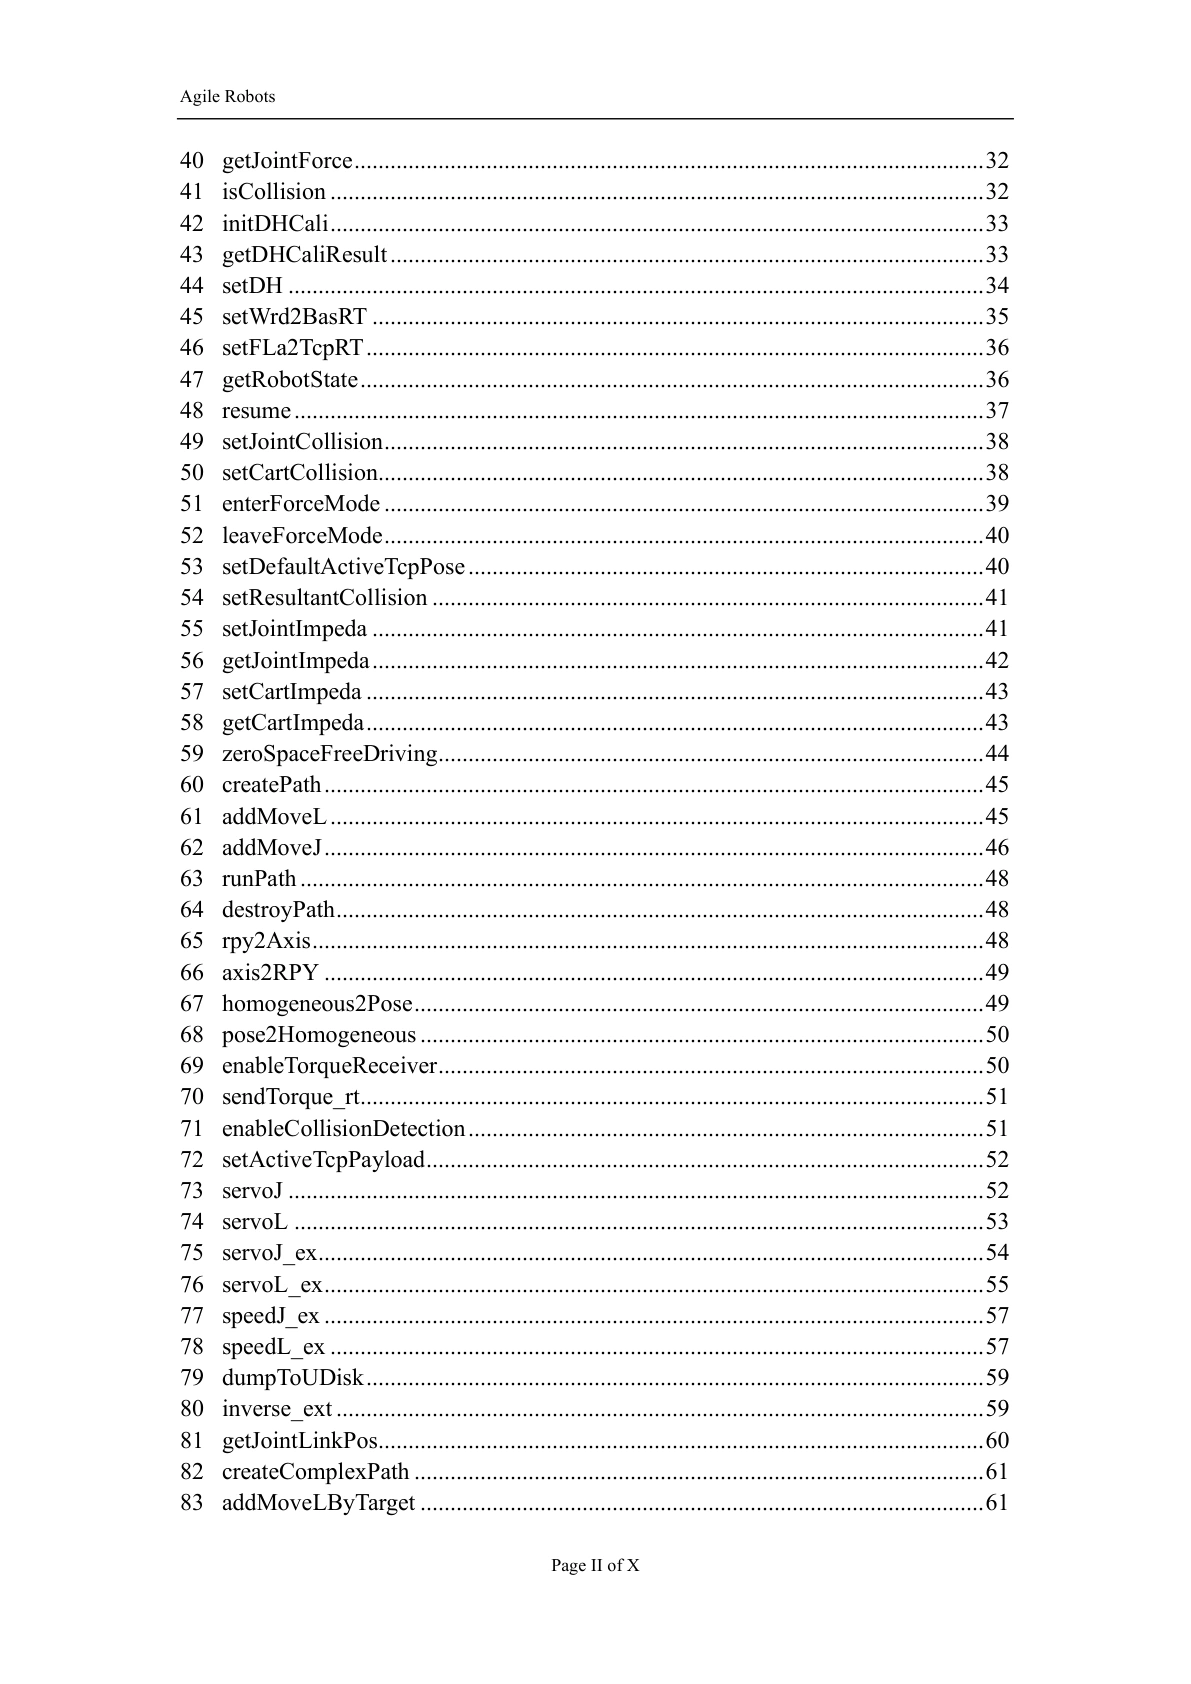 Agile Robots
40 getJointForce.........................................................................................................32
41 isCollision .............................................................................................................32
42 initDHCali.............................................................................................................33
43 getDHCaliResult...................................................................................................33
44 setDH ....................................................................................................................34
45 setWrd2BasRT ......................................................................................................35
46 setFLa2TcpRT.......................................................................................................36
47 getRobotState........................................................................................................36
48 resume...................................................................................................................37
49 setJointCollision....................................................................................................38
50 setCartCollision.....................................................................................................38
51 enterForceMode ....................................................................................................39
52 leaveForceMode....................................................................................................40
53 setDefaultActiveTcpPose......................................................................................40
54 setResultantCollision ............................................................................................41
55 setJointImpeda ......................................................................................................41
56 getJointImpeda......................................................................................................42
57 setCartImpeda .......................................................................................................43
58 getCartImpeda.......................................................................................................43
59 zeroSpaceFreeDriving...........................................................................................44
60 createPath..............................................................................................................45
61 addMoveL.............................................................................................................45
62 addMoveJ..............................................................................................................46
63 runPath ..................................................................................................................48
64 destroyPath............................................................................................................48
65 rpy2Axis................................................................................................................48
66 axis2RPY ..............................................................................................................49
67 homogeneous2Pose...............................................................................................49
68 pose2Homogeneous ..............................................................................................50
69 enableTorqueReceiver...........................................................................................50
70 sendTorque_rt........................................................................................................51
71 enableCollisionDetection......................................................................................51
72 setActiveTcpPayload.............................................................................................52
73 servoJ ....................................................................................................................52
74 servoL ...................................................................................................................53
75 servoJ_ex...............................................................................................................54
76 servoL_ex..............................................................................................................55
77 speedJ_ex ..............................................................................................................57
78 speedL_ex .............................................................................................................57
79 dumpToUDisk.......................................................................................................59
80 inverse_ext ............................................................................................................59
81 getJointLinkPos.....................................................................................................60
82 createComplexPath ...............................................................................................61
83 addMoveLByTarget ..............................................................................................61
Page II of X